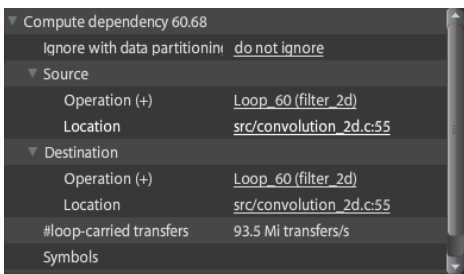 Compute dependency 60.68
Ignore with data partitioning do not ignore
Source
Operation (+) Loop_60 (filter_2d)
Location src/convolution_2d.c:55
Destination
Operation (+) Loop_60 (filter_2d)
Location src/convolution_2d.c:55
#loop-carried transfers 93.5 Mi transfers/s
Symbols